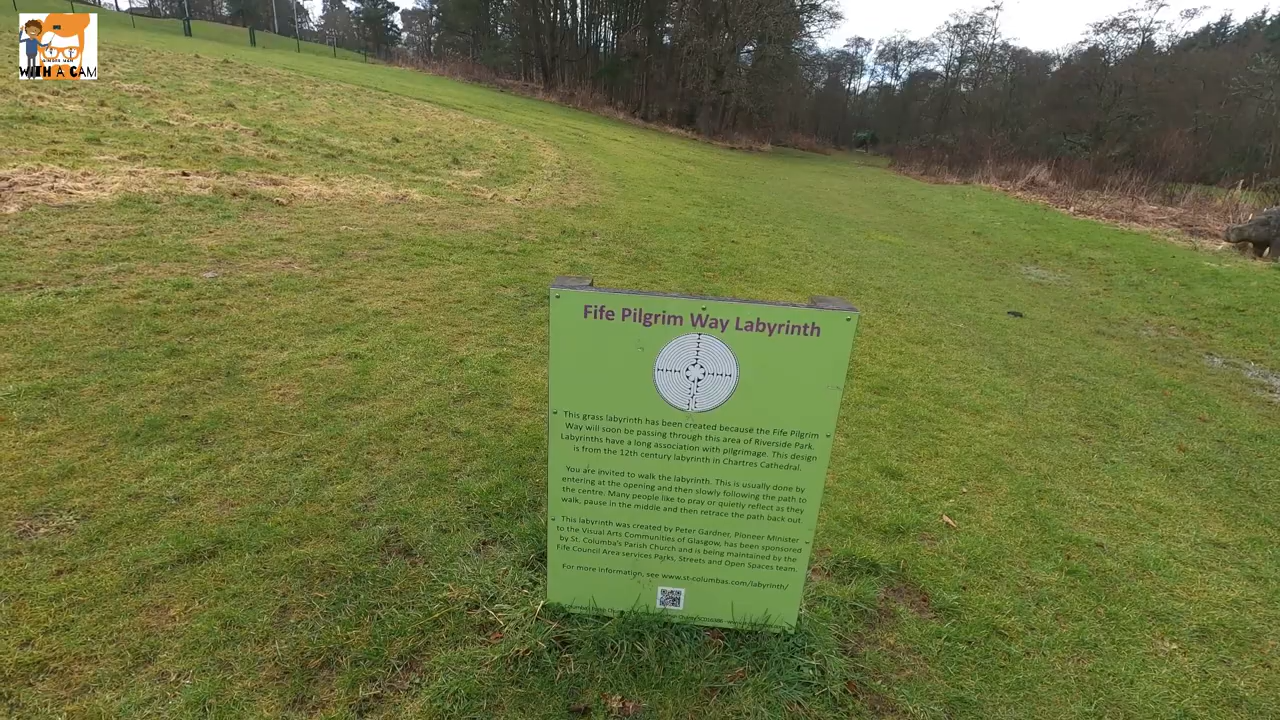 WITH A CAM
Fife Pilgrim Way Labyrinth
This grass labyrinth has been created because the Fife Pilgrim
Way will soon be passing through this area of Riverside Park.
Labyrinths have a long association with pilgrimage. This design
is from the 12th century labyrinth in Chartres Cathedral.
You are invited to walk the labyrinth. This is usually done by
entering at the opening and then slowly following the path to
the centre. Many people like to pray or quietly reflect as they
walk, pause in the middle and then retrace the path back out.
This labyrinth was created by Peter Gardner, Pioneer Minister
to the Visual Arts Communities of Glasgow, has been sponsored
by St. Columba's Parish Church and is being maintained by the
Fife Council Area services Parks, Streets and Open Spaces team.
For more information, see www.st-columbas.com/labyrinth/